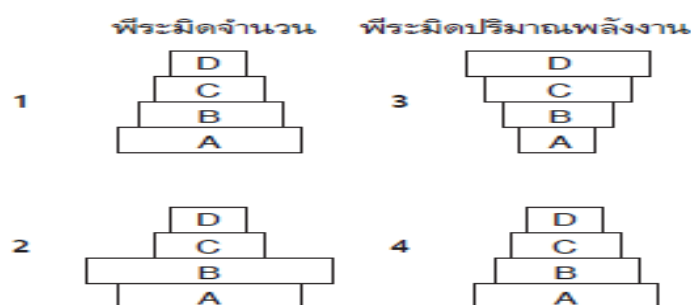 พีระมิดจำนวน พีระมิดปริมาณพลังงาน
D D
C C
1 B 3 B
A A
D D
C C
2 B 4 B
A A